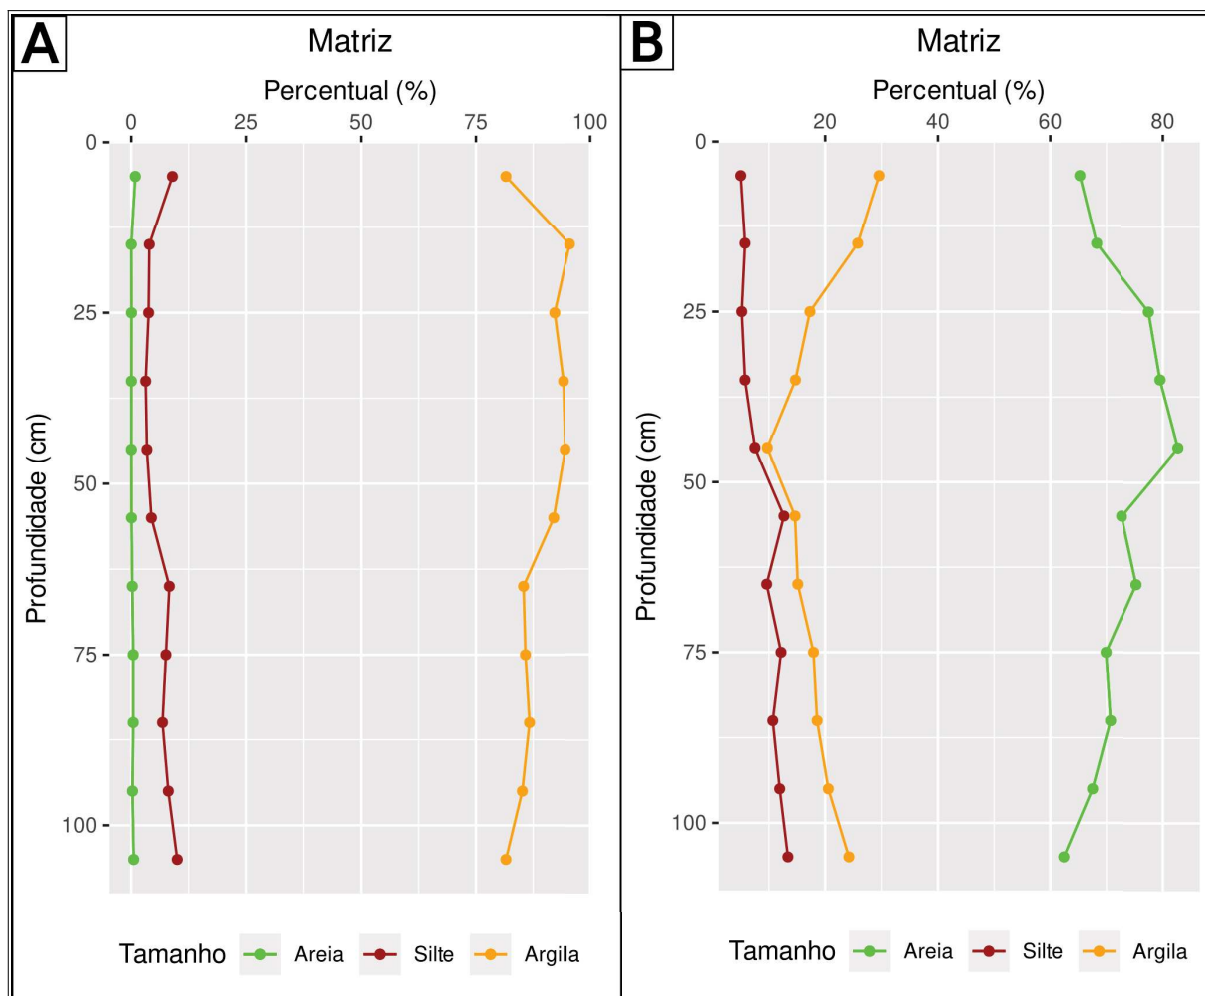 A
Matriz
Percentual (%)
0 25 50 75 100
0
25
50
75
100
Profundidade (cm)
Tamanho Areia Silte Argila
B
Matriz
Percentual (%)
20 40 60 80
0
25
50
75
100
Profundidade (cm)
Tamanho Areia Silte Argila